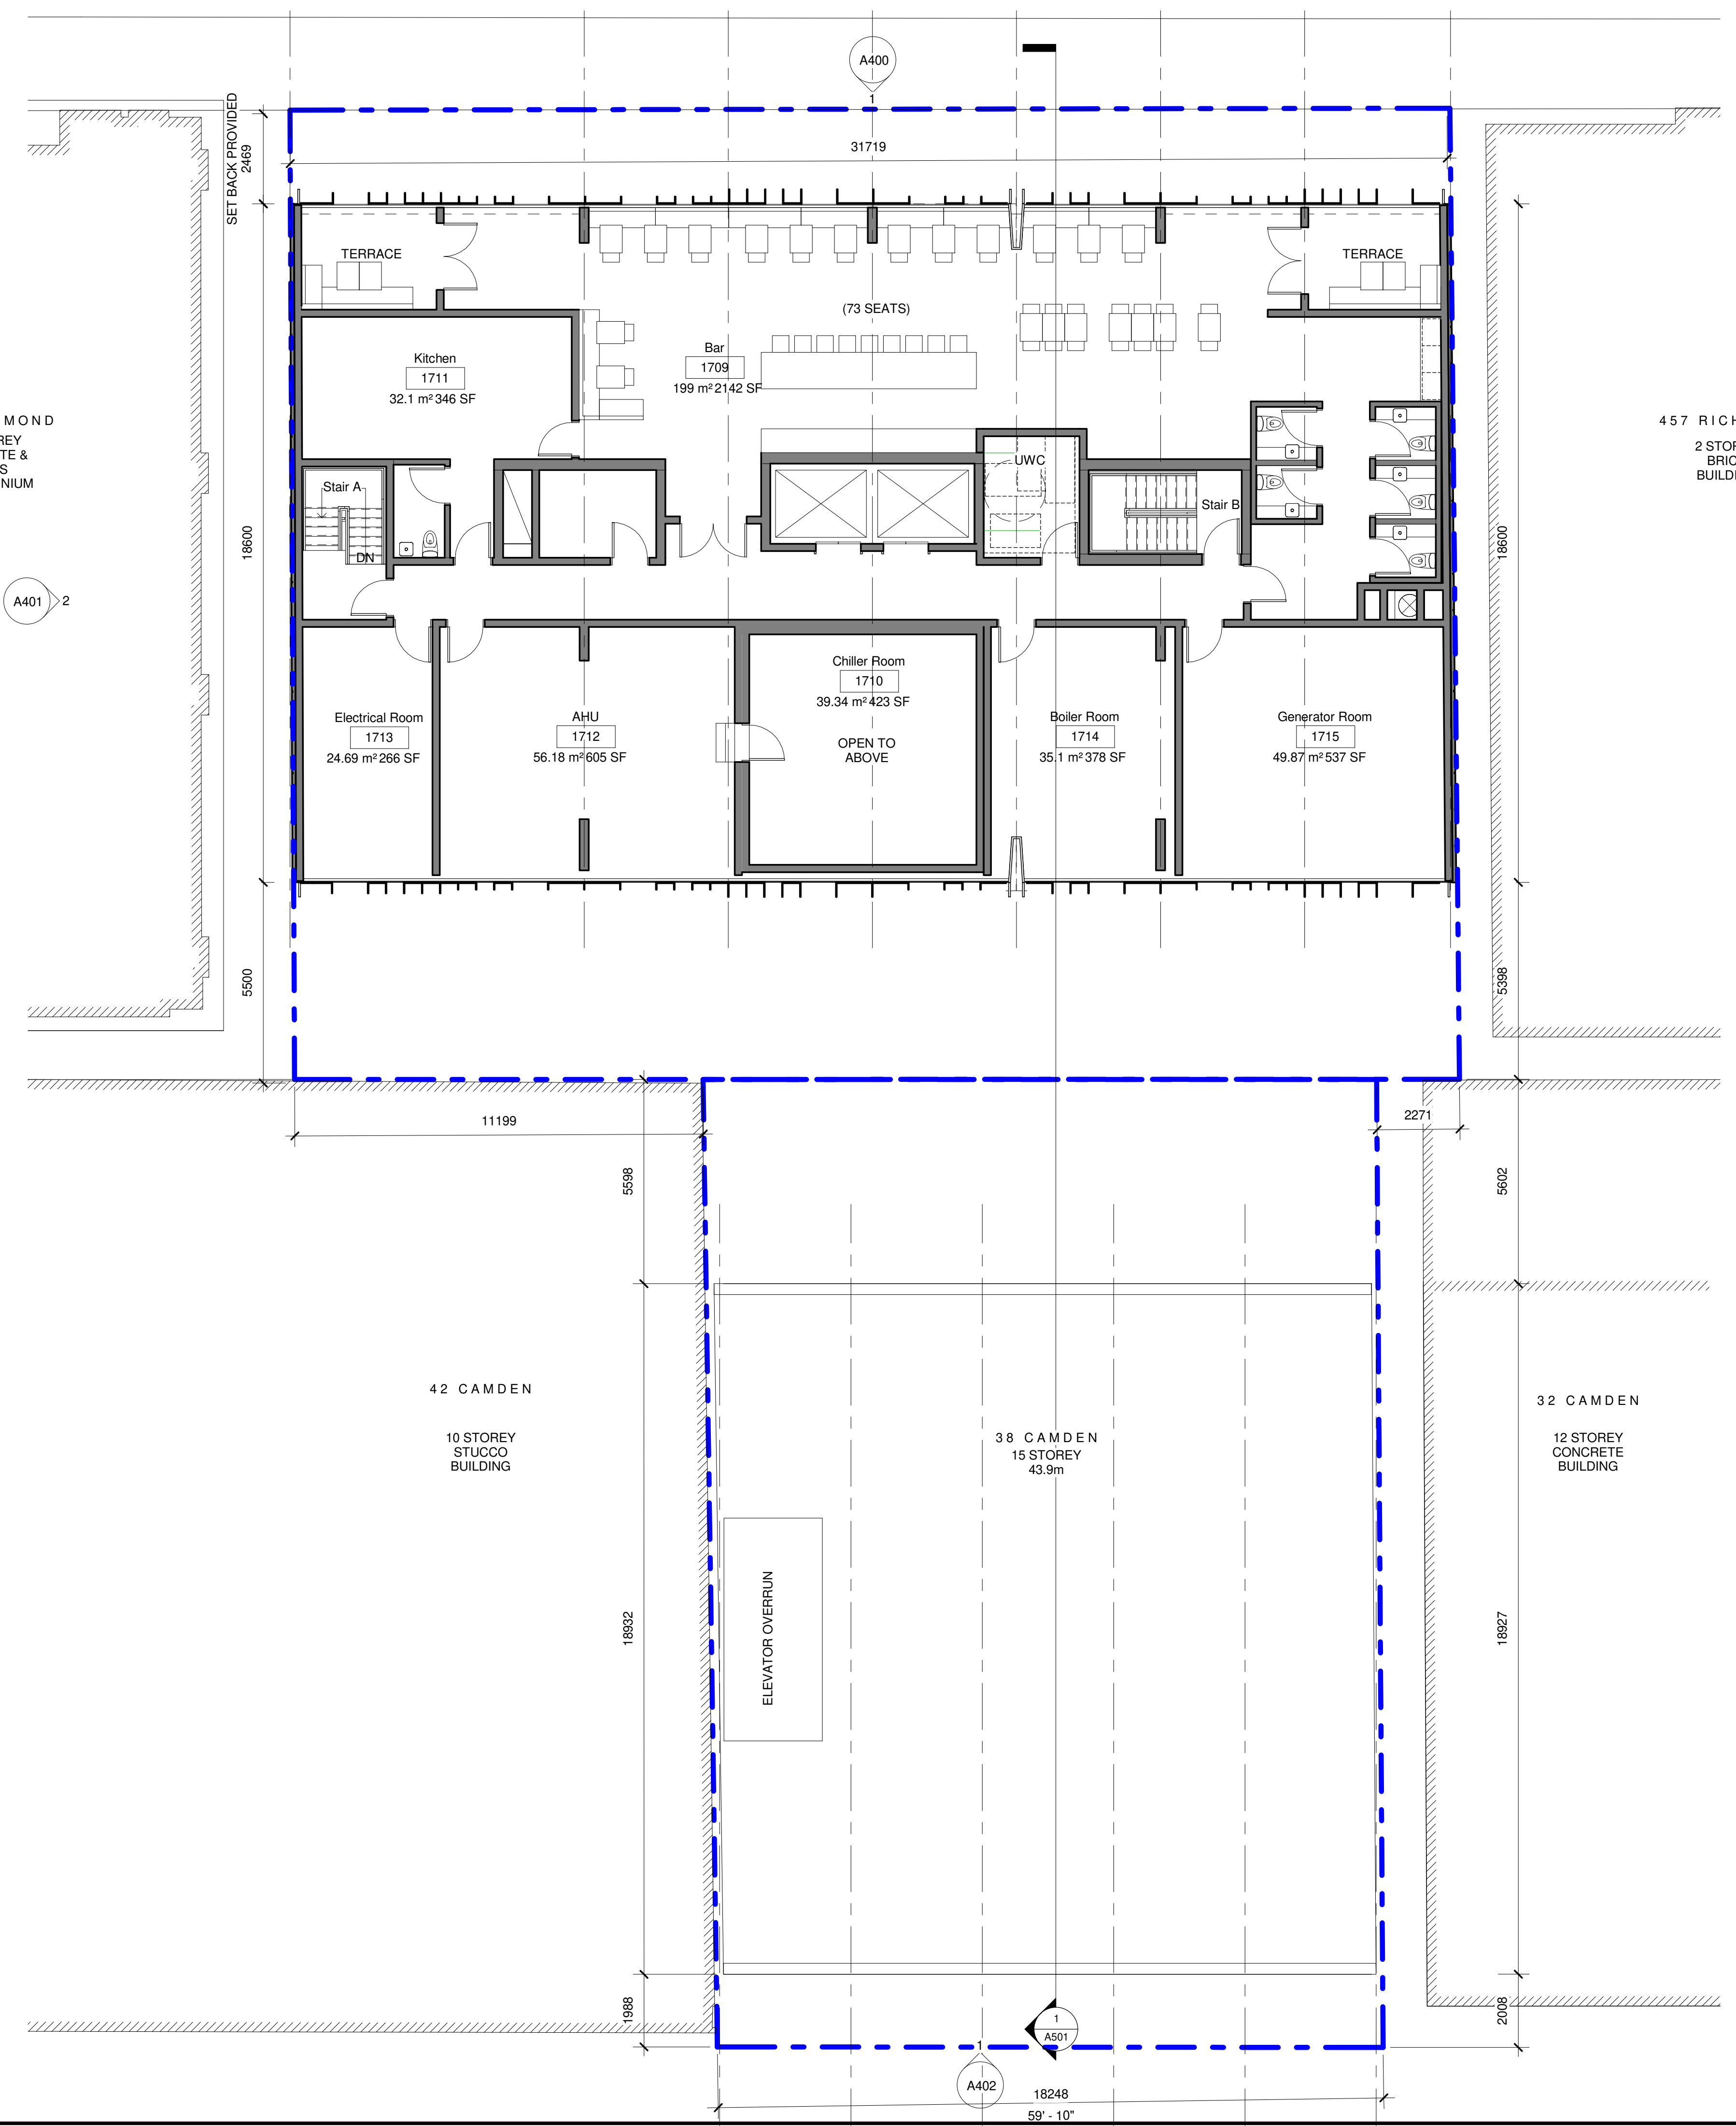 A400
1
SET BACK PROVIDED
2469
31719
TERRACE
TERRACE
(73 SEATS)
Bar
1709
199 m² 2142 SF
Kitchen
1711
32.1 m² 346 SF
MOND
REY
TE &
S
NIUM
457 RICH
2 STOR
BRIC
BUILDI
UWC
Stair A
DN
Stair B
18600
18600
A401
2
Chiller Room
1710
39.34 m² 423 SF
OPEN TO
ABOVE
Electrical Room
1713
24.69 m² 266 SF
AHU
1712
56.18 m² 605 SF
Boiler Room
1714
35.1 m² 378 SF
Generator Room
1715
49.87 m² 537 SF
5500
5398
11199
2271
5598
5602
42 CAMDEN
10 STOREY
STUCCO
BUILDING
38 CAMDEN
15 STOREY
43.9m
32 CAMDEN
12 STOREY
CONCRETE
BUILDING
ELEVATOR OVERRUN
18932
18927
1988
2008
1
A501
1
A402
18248
59' - 10"